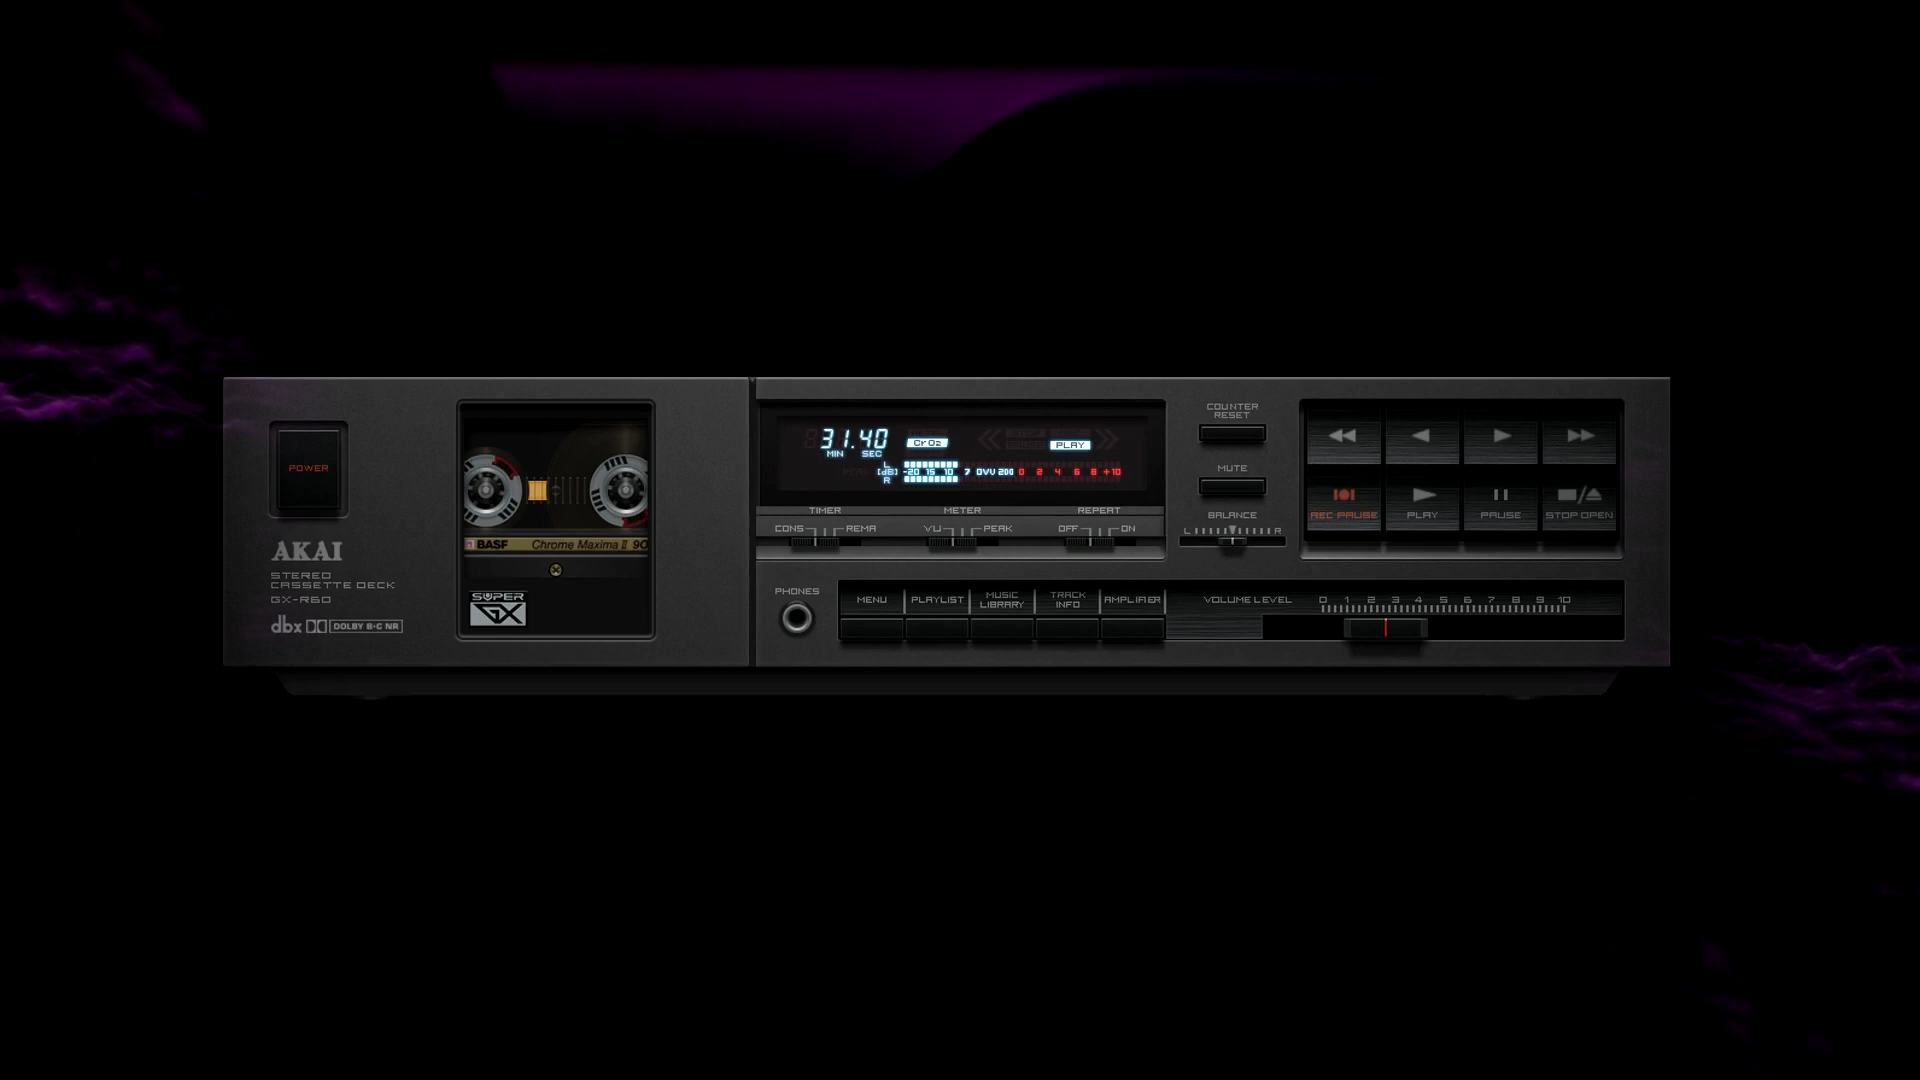 POWER
AKAI
STEREO
CASSETTE DECK
GX-R60
dbx DOLBY B·C NR
BASF Chrome Maxima II 90
SUPER
GX
31.40
MIN SEC
CrO2
PLAY
L
[dB] -20 15 10 7 0VU 200 0 2 4 6 8 +10
R
TIMER METER REPEAT
CONS REMA VU PEAK OFF ON
COUNTER
RESET
MUTE
BALANCE
L R
REC PAUSE PLAY PAUSE STOP OPEN
PHONES
MENU
PLAYLIST
MUSIC
LIBRARY
TRACK
INFO
AMPLIFIER
VOLUME LEVEL 0 1 2 3 4 5 6 7 8 9 10